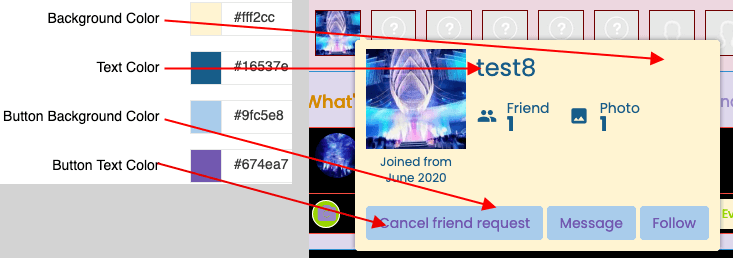 Background Color #fff2cc
Text Color #16537e
Button Background Color #9fc5e8
Button Text Color #674ea7
? ? ? ?
test8
What'
Friend
1
Photo
1
Joined from
June 2020
Cancel friend request Message Follow